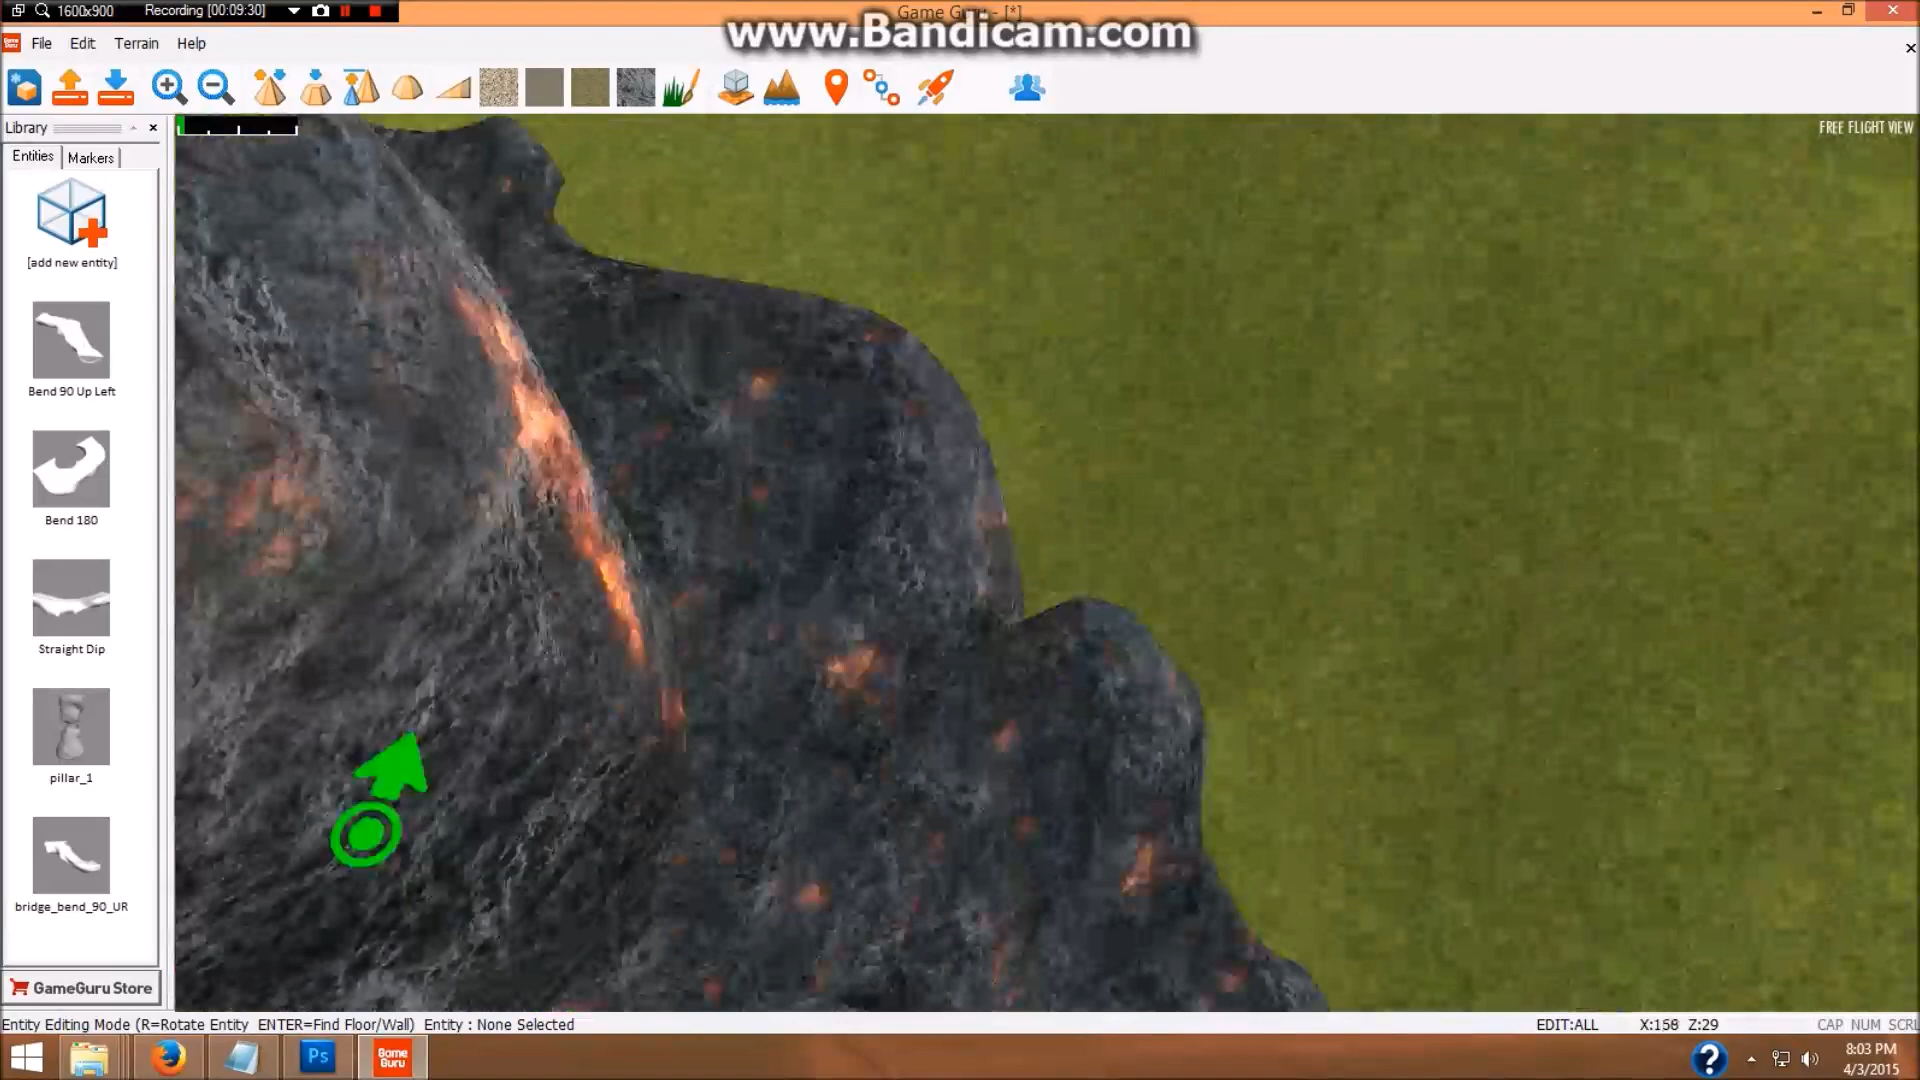 1600x900 Recording [00:09:30]
Game Guru - [*]
www.Bandicam.com
File Edit Terrain Help
Library
Entities Markers
FREE FLIGHT VIEW
[add new entity]
Bend 90 Up Left
Bend 180
Straight Dip
pillar_1
bridge_bend_90_UR
GameGuru Store
Entity Editing Mode (R=Rotate Entity ENTER=Find Floor/Wall) Entity : None Selected
EDIT:ALL X:158 Z:29 CAP NUM SCRL
Ps
Game
Guru
8:03 PM
4/3/2015